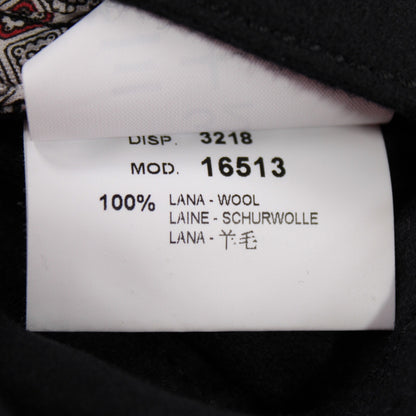 DISP. 3218
MOD. 16513
100% LANA - WOOL
LAINE - SCHURWOLLE
LANA - 羊毛